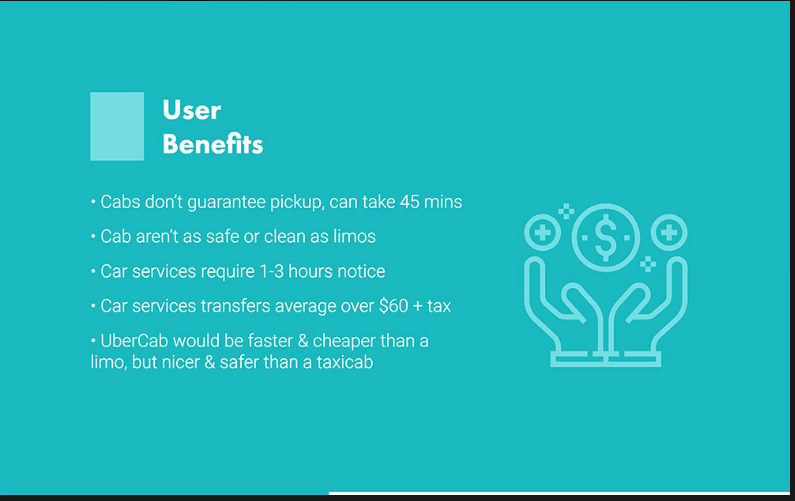 User
Benefits
• Cabs don't guarantee pickup, can take 45 mins
• Cab aren't as safe or clean as limos
• Car services require 1-3 hours notice
• Car services transfers average over $60 + tax
• UberCab would be faster & cheaper than a
limo, but nicer & safer than a taxicab
$